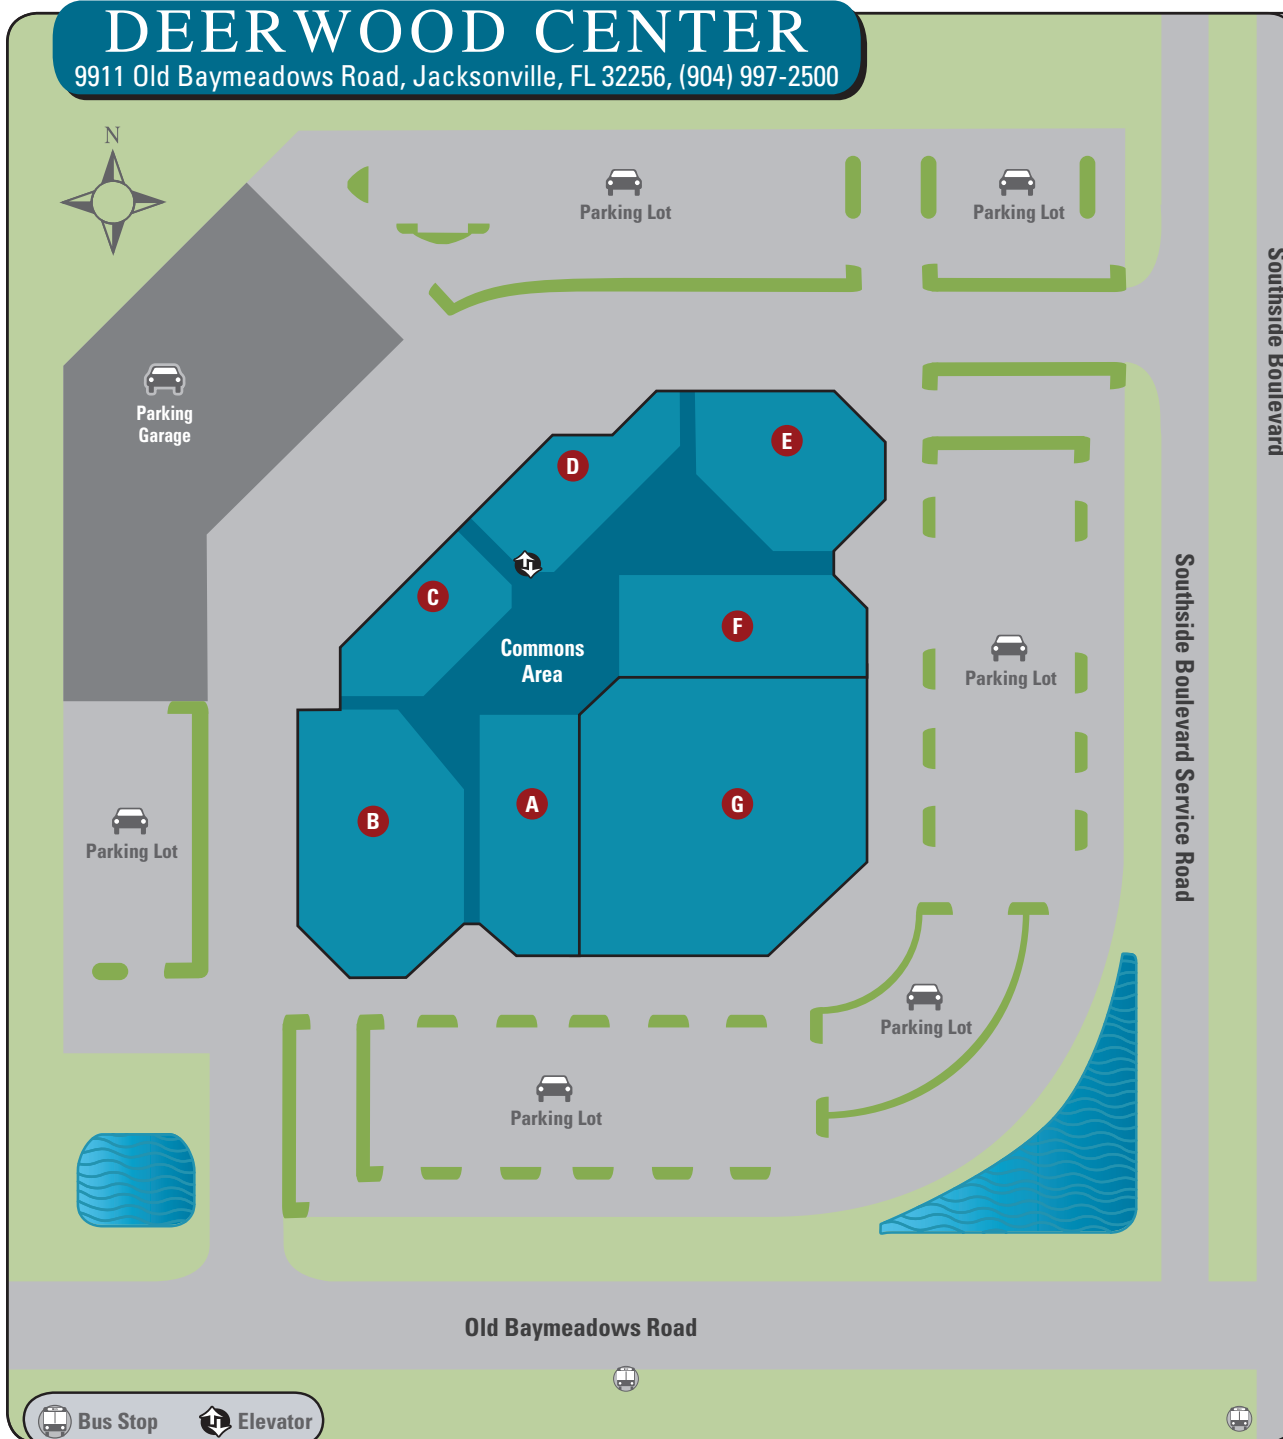 DEERWOOD CENTER
9911 Old Baymeadows Road, Jacksonville, FL 32256, (904) 997-2500
N
Parking Lot
Parking Lot
Southside Boulevard
Parking
Garage
E
D
C
F
Commons
Area
Parking Lot
Southside Boulevard Service Road
A
G
B
Parking Lot
Parking Lot
Parking Lot
Old Baymeadows Road
Bus Stop
Elevator